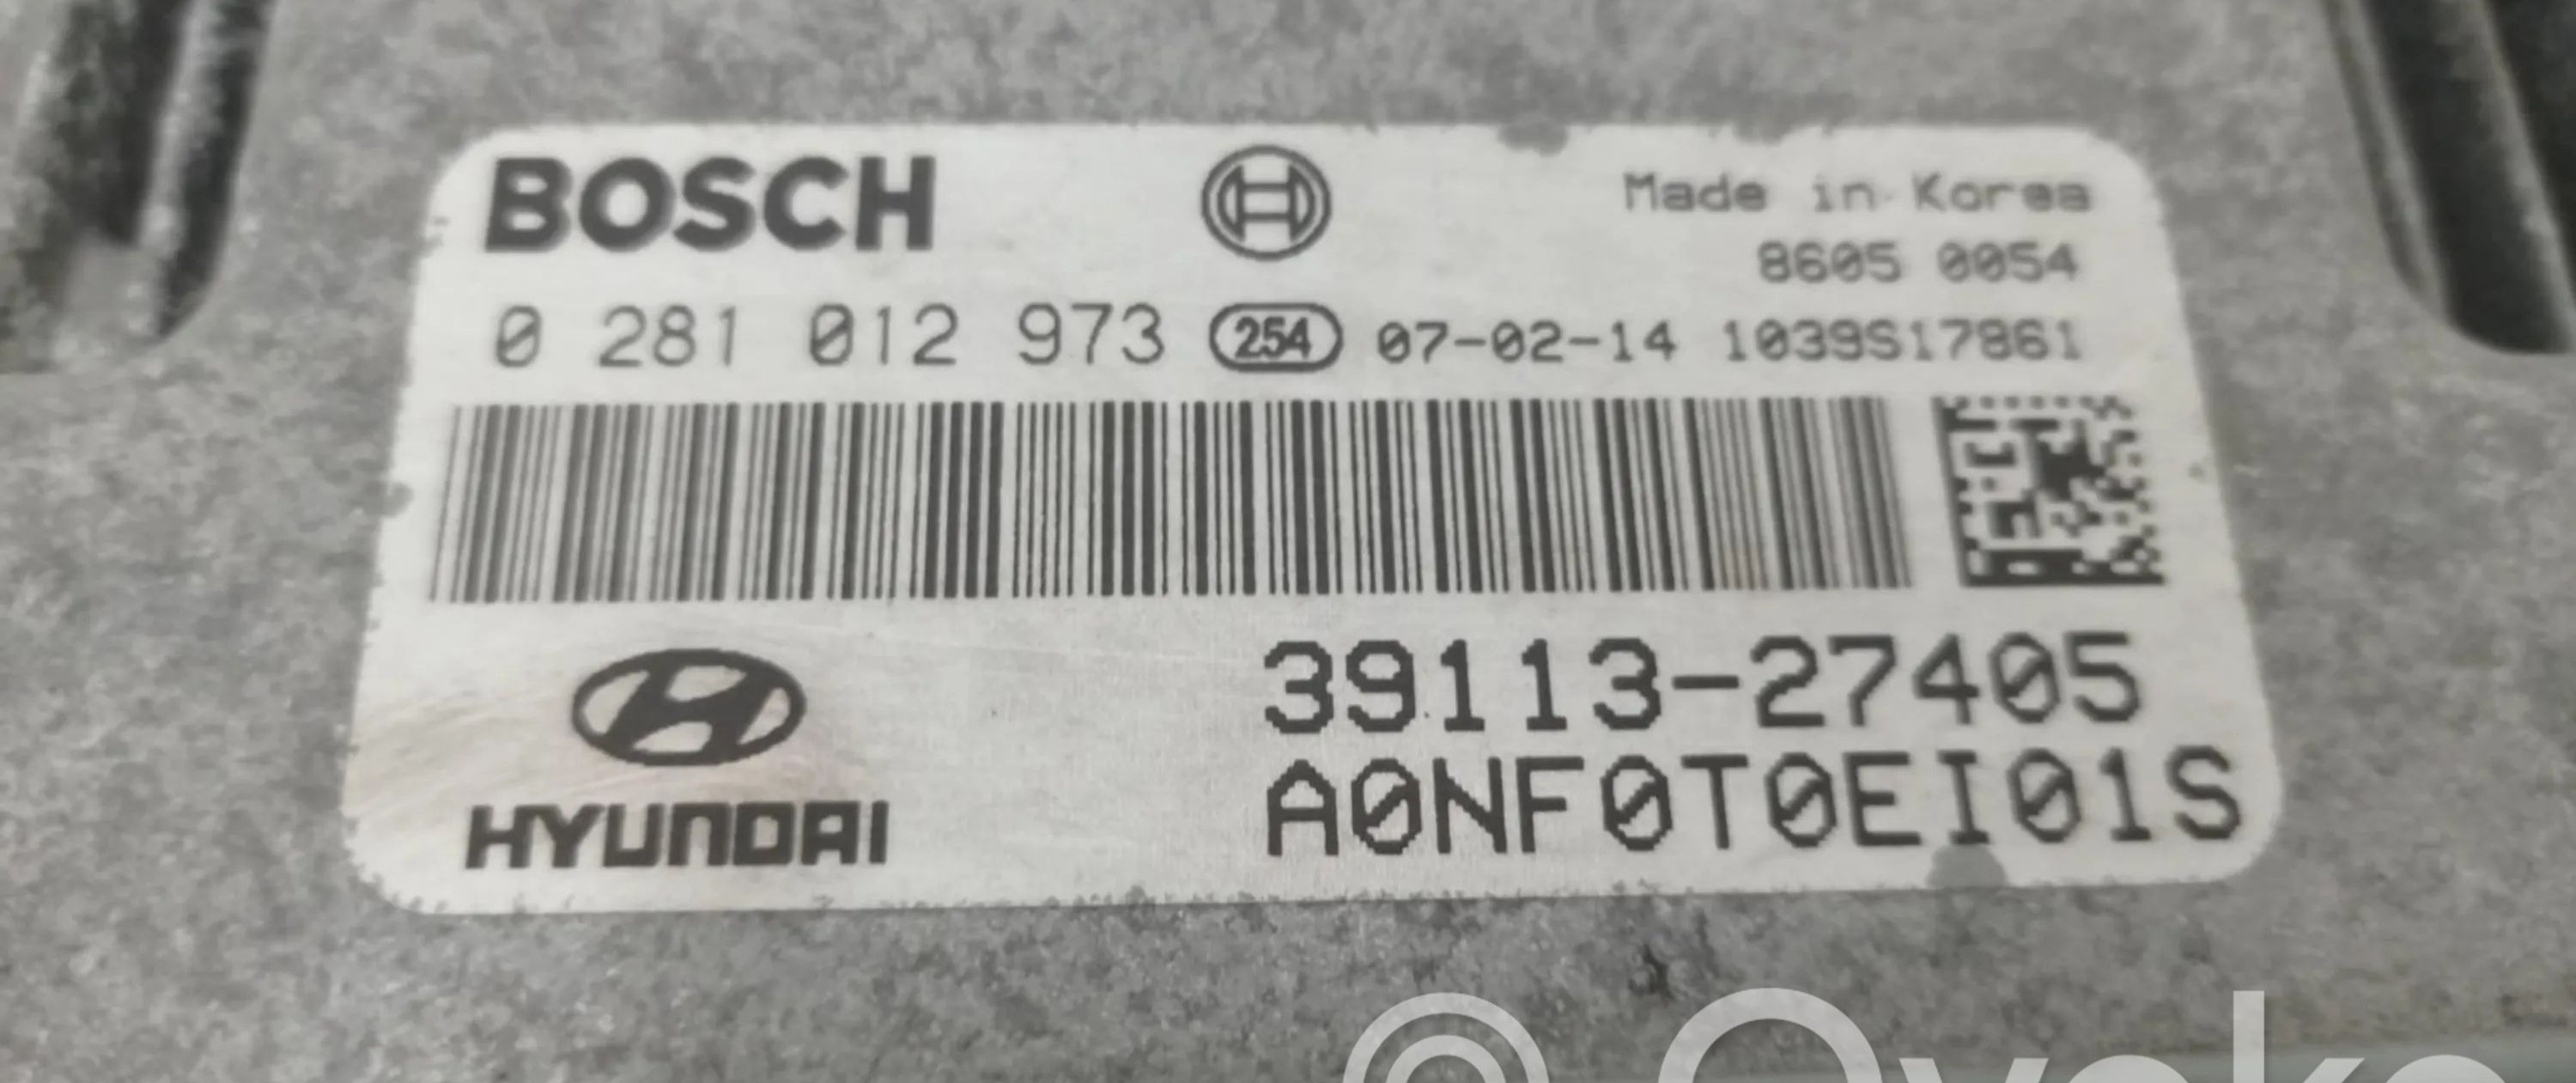 BOSCH
Made in Korea
8605 0054
0 281 012 973 254 07-02-14 1039S17861
39113-27405
HYUNDAI
A0NF0T0EI01S
©